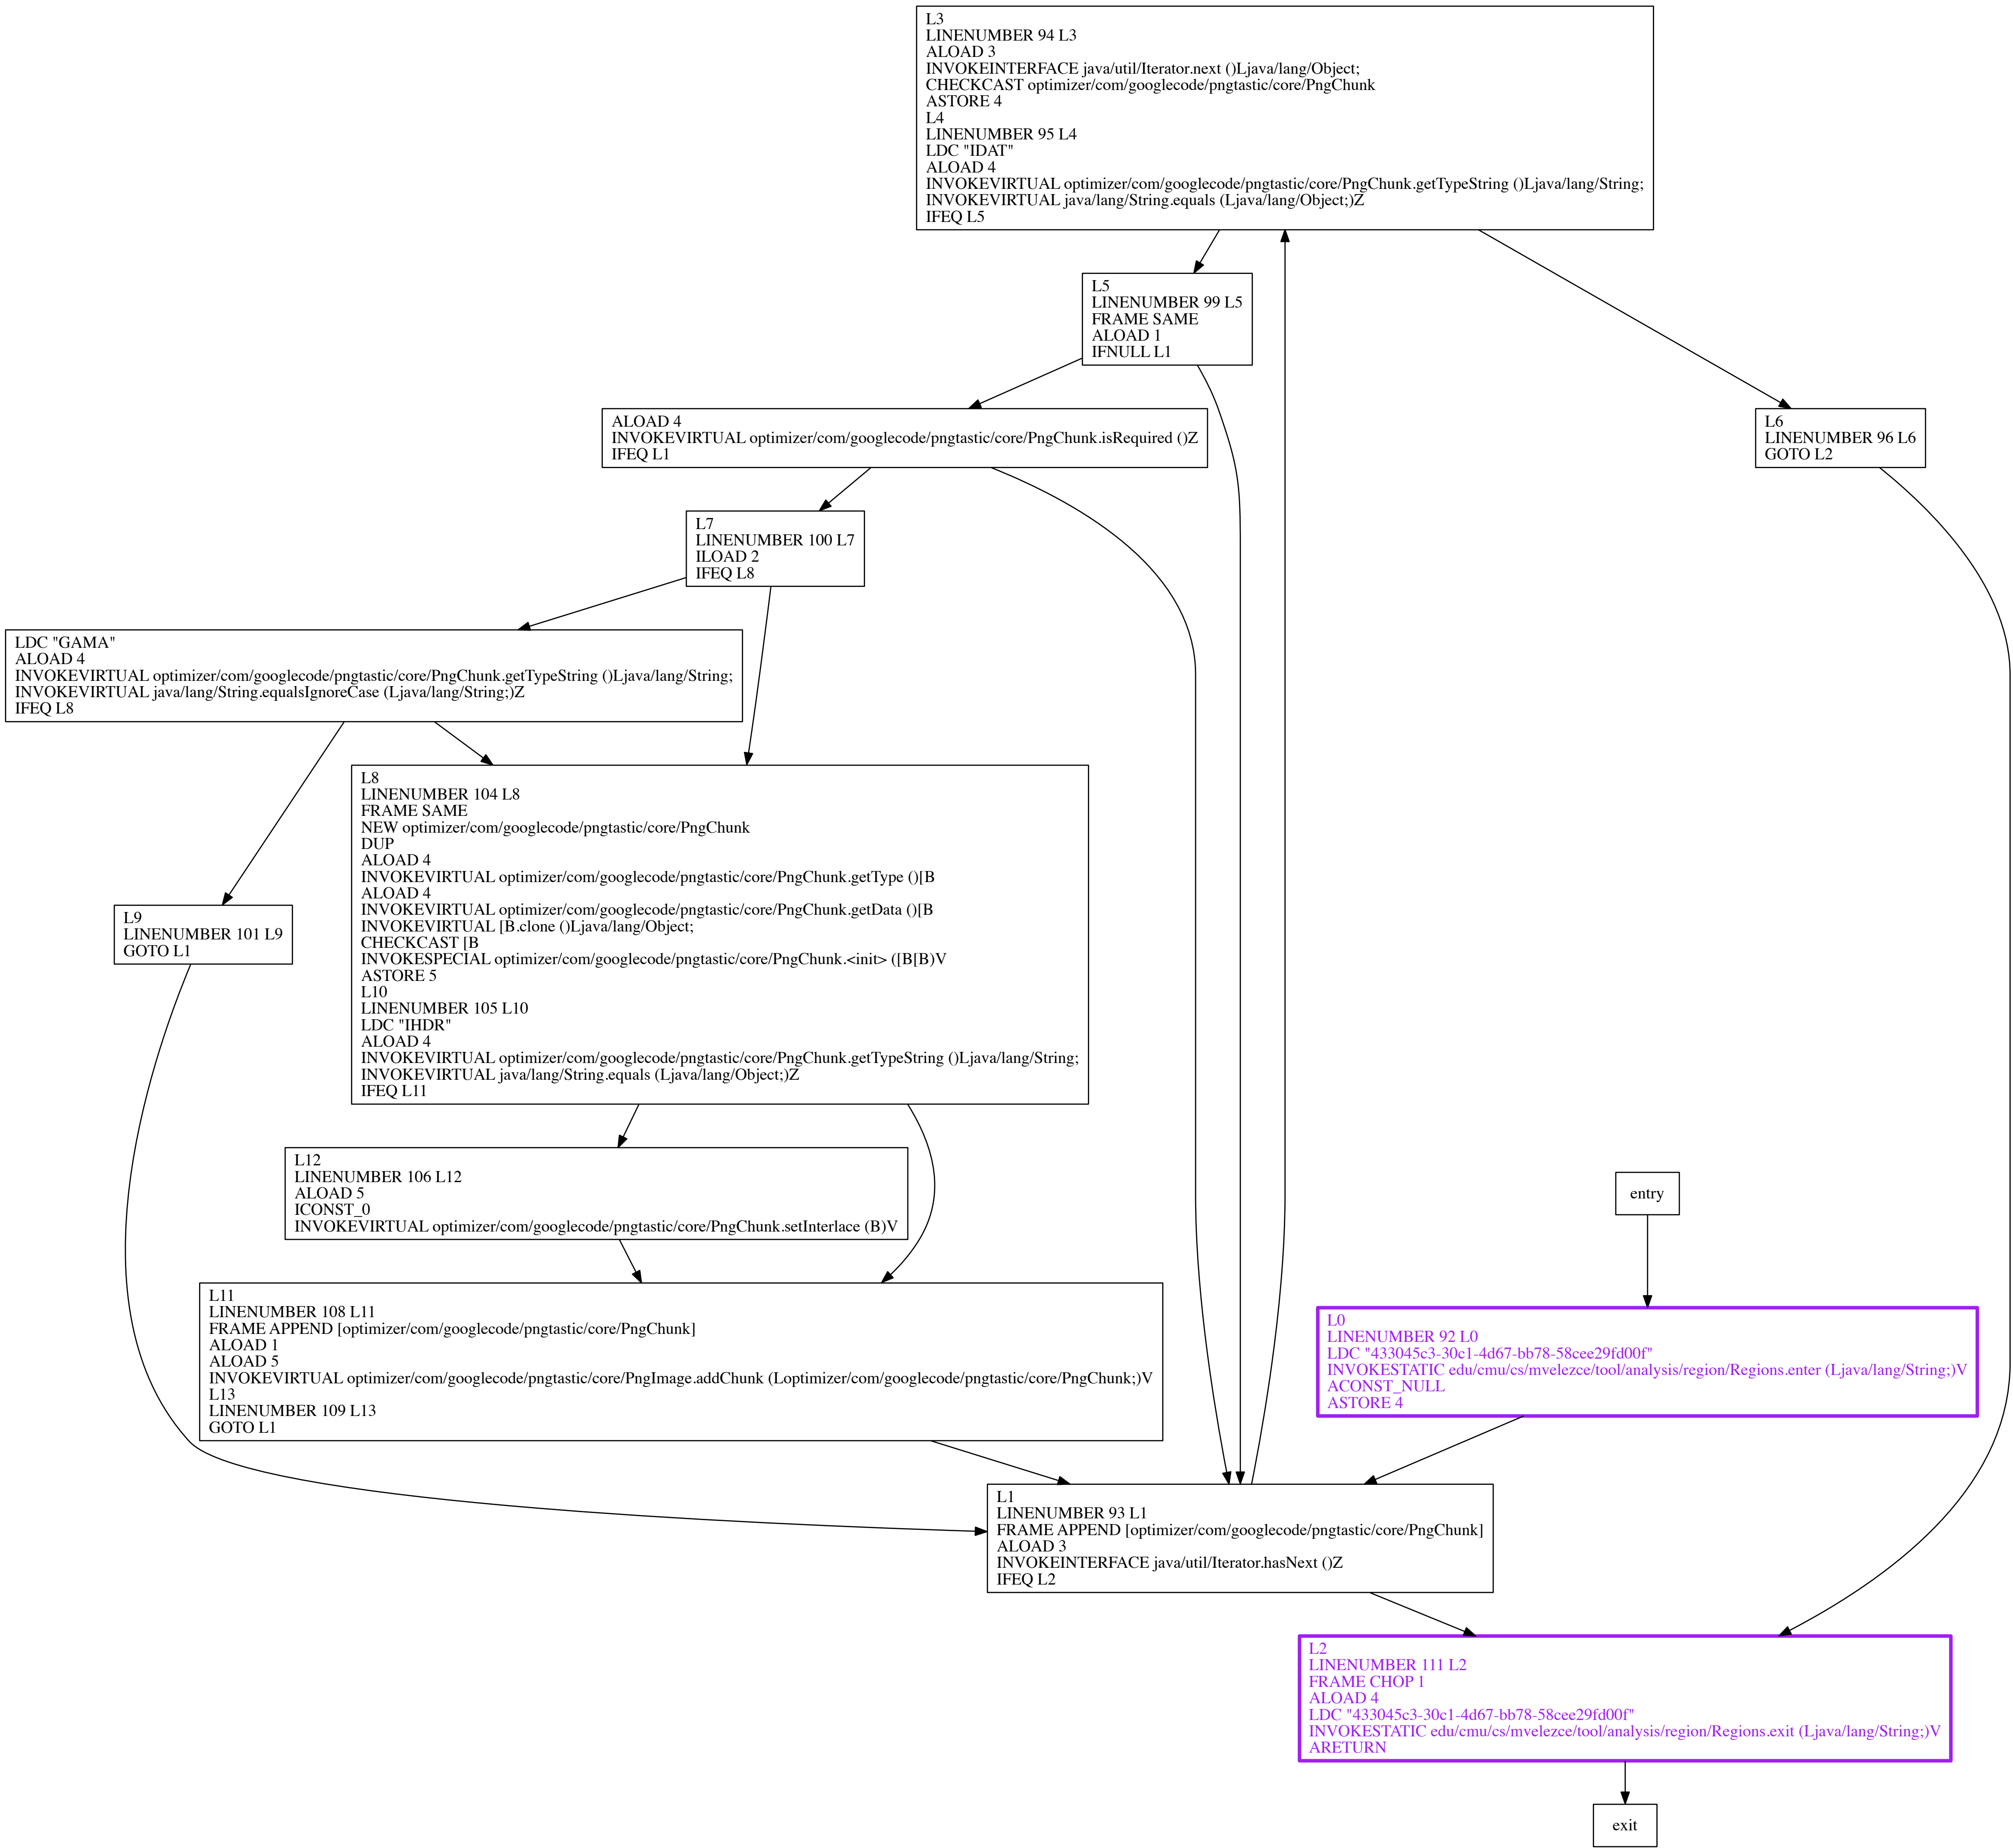 L3
LINENUMBER 94 L3
ALOAD 3
INVOKEINTERFACE java/util/Iterator.next ()Ljava/lang/Object;
CHECKCAST optimizer/com/googlecode/pngtastic/core/PngChunk
ASTORE 4
L4
LINENUMBER 95 L4
LDC "IDAT"
ALOAD 4
INVOKEVIRTUAL optimizer/com/googlecode/pngtastic/core/PngChunk.getTypeString ()Ljava/lang/String;
INVOKEVIRTUAL java/lang/String.equals (Ljava/lang/Object;)Z
IFEQ L5
L5
LINENUMBER 99 L5
FRAME SAME
ALOAD 1
IFNULL L1
ALOAD 4
INVOKEVIRTUAL optimizer/com/googlecode/pngtastic/core/PngChunk.isRequired ()Z
IFEQ L1
L6
LINENUMBER 96 L6
GOTO L2
L7
LINENUMBER 100 L7
ILOAD 2
IFEQ L8
LDC "GAMA"
ALOAD 4
INVOKEVIRTUAL optimizer/com/googlecode/pngtastic/core/PngChunk.getTypeString ()Ljava/lang/String;
INVOKEVIRTUAL java/lang/String.equalsIgnoreCase (Ljava/lang/String;)Z
IFEQ L8
L8
LINENUMBER 104 L8
FRAME SAME
NEW optimizer/com/googlecode/pngtastic/core/PngChunk
DUP
ALOAD 4
INVOKEVIRTUAL optimizer/com/googlecode/pngtastic/core/PngChunk.getType ()[B
ALOAD 4
INVOKEVIRTUAL optimizer/com/googlecode/pngtastic/core/PngChunk.getData ()[B
INVOKEVIRTUAL [B.clone ()Ljava/lang/Object;
CHECKCAST [B
INVOKESPECIAL optimizer/com/googlecode/pngtastic/core/PngChunk.<init> ([B[B)V
ASTORE 5
L10
LINENUMBER 105 L10
LDC "IHDR"
ALOAD 4
INVOKEVIRTUAL optimizer/com/googlecode/pngtastic/core/PngChunk.getTypeString ()Ljava/lang/String;
INVOKEVIRTUAL java/lang/String.equals (Ljava/lang/Object;)Z
IFEQ L11
L9
LINENUMBER 101 L9
GOTO L1
L12
LINENUMBER 106 L12
ALOAD 5
ICONST_0
INVOKEVIRTUAL optimizer/com/googlecode/pngtastic/core/PngChunk.setInterlace (B)V
entry
L11
LINENUMBER 108 L11
FRAME APPEND [optimizer/com/googlecode/pngtastic/core/PngChunk]
ALOAD 1
ALOAD 5
INVOKEVIRTUAL optimizer/com/googlecode/pngtastic/core/PngImage.addChunk (Loptimizer/com/googlecode/pngtastic/core/PngChunk;)V
L13
LINENUMBER 109 L13
GOTO L1
L0
LINENUMBER 92 L0
LDC "433045c3-30c1-4d67-bb78-58cee29fd00f"
INVOKESTATIC edu/cmu/cs/mvelezce/tool/analysis/region/Regions.enter (Ljava/lang/String;)V
ACONST_NULL
ASTORE 4
L1
LINENUMBER 93 L1
FRAME APPEND [optimizer/com/googlecode/pngtastic/core/PngChunk]
ALOAD 3
INVOKEINTERFACE java/util/Iterator.hasNext ()Z
IFEQ L2
L2
LINENUMBER 111 L2
FRAME CHOP 1
ALOAD 4
LDC "433045c3-30c1-4d67-bb78-58cee29fd00f"
INVOKESTATIC edu/cmu/cs/mvelezce/tool/analysis/region/Regions.exit (Ljava/lang/String;)V
ARETURN
exit